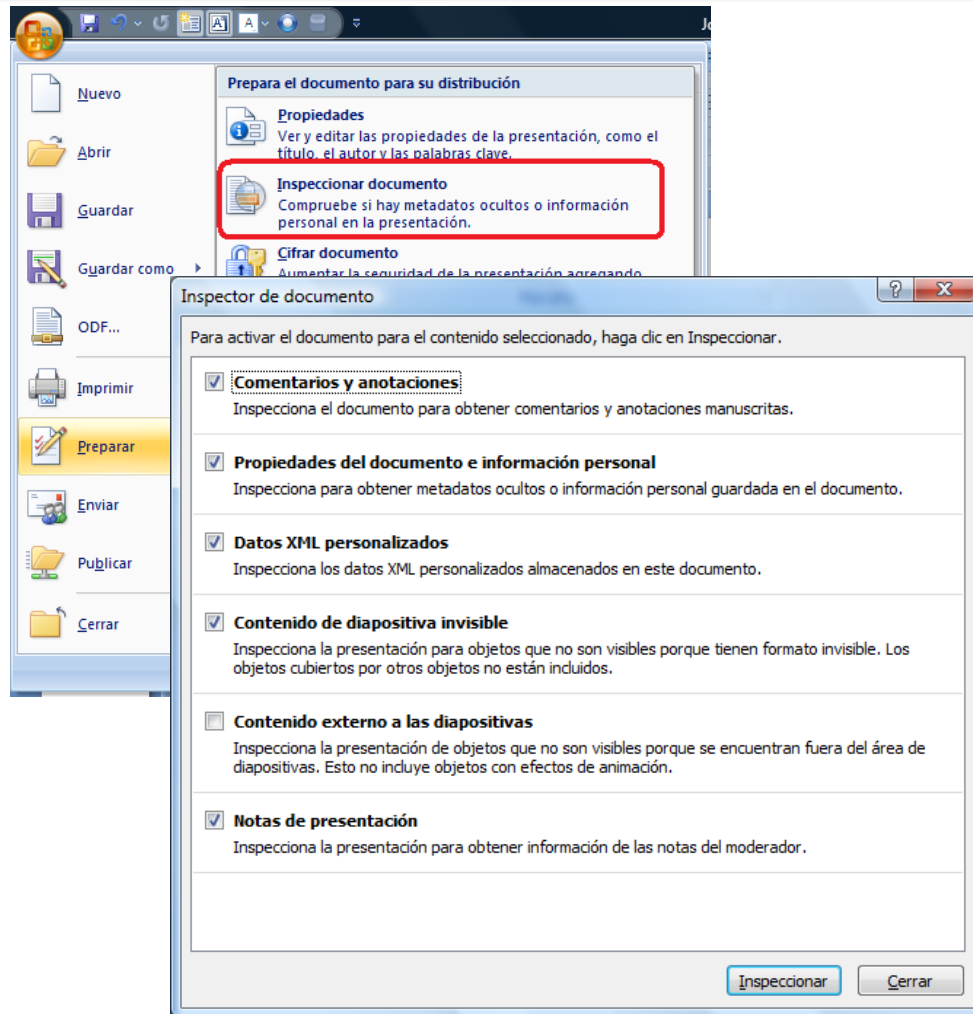 Jo
Prepara el documento para su distribución
Nuevo
Abrir
Guardar
Guardar como
ODF...
Imprimir
Preparar
Enviar
Publicar
Cerrar
Propiedades
Ver y editar las propiedades de la presentación, como el
título, el autor y las palabras clave.
Inspeccionar documento
Compruebe si hay metadatos ocultos o información
personal en la presentación.
Cifrar documento
Aumentar la seguridad de la presentación agregando
Inspector de documento
Para activar el documento para el contenido seleccionado, haga clic en Inspeccionar.
Comentarios y anotaciones
Inspecciona el documento para obtener comentarios y anotaciones manuscritas.
Propiedades del documento e información personal
Inspecciona para obtener metadatos ocultos o información personal guardada en el documento.
Datos XML personalizados
Inspecciona los datos XML personalizados almacenados en este documento.
Contenido de diapositiva invisible
Inspecciona la presentación para objetos que no son visibles porque tienen formato invisible. Los
objetos cubiertos por otros objetos no están incluidos.
Contenido externo a las diapositivas
Inspecciona la presentación de objetos que no son visibles porque se encuentran fuera del área de
diapositivas. Esto no incluye objetos con efectos de animación.
Notas de presentación
Inspecciona la presentación para obtener información de las notas del moderador.
Inspeccionar
Cerrar